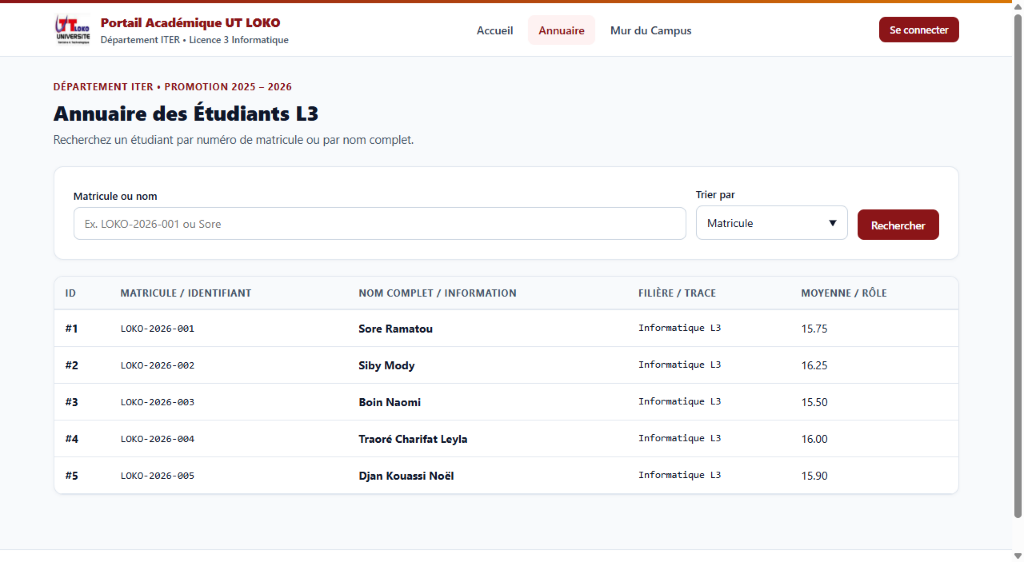 UT LOKO
UNIVERSITE
Portail Académique UT LOKO
Département ITER • Licence 3 Informatique
Accueil
Annuaire
Mur du Campus
Se connecter
DÉPARTEMENT ITER • PROMOTION 2025 – 2026
Annuaire des Étudiants L3
Recherchez un étudiant par numéro de matricule ou par nom complet.
Matricule ou nom
Ex. LOKO-2026-001 ou Sore
Trier par
Matricule
Rechercher
ID MATRICULE / IDENTIFIANT NOM COMPLET / INFORMATION FILIÈRE / TRACE MOYENNE / RÔLE
#1 LOKO-2026-001 Sore Ramatou Informatique L3 15.75
#2 LOKO-2026-002 Siby Mody Informatique L3 16.25
#3 LOKO-2026-003 Boin Naomi Informatique L3 15.50
#4 LOKO-2026-004 Traoré Charifat Leyla Informatique L3 16.00
#5 LOKO-2026-005 Djan Kouassi Noël Informatique L3 15.90